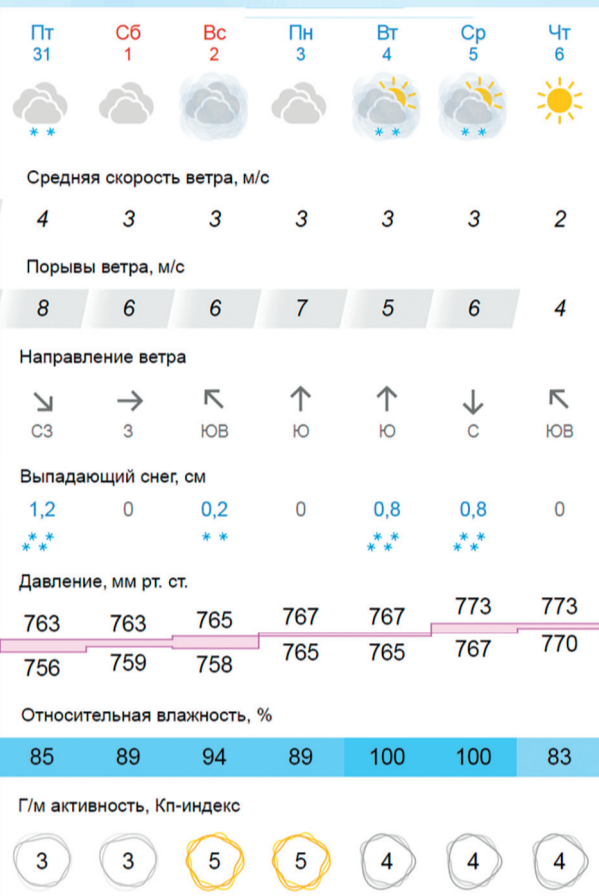 Пт Сб Вс Пн Вт Ср Чт
31 1 2 3 4 5 6
Средняя скорость ветра, м/с
4 3 3 3 3 3 2
Порывы ветра, м/с
8 6 6 7 5 6 4
Направление ветра
СЗ З ЮВ Ю Ю С ЮВ
Выпадающий снег, см
1,2 0 0,2 0 0,8 0,8 0
Давление, мм рт. ст.
763 763 765 767 767 773 773
756 759 758 765 765 767 770
Относительная влажность, %
85 89 94 89 100 100 83
Г/м активность, Кп-индекс
3 3 5 5 4 4 4